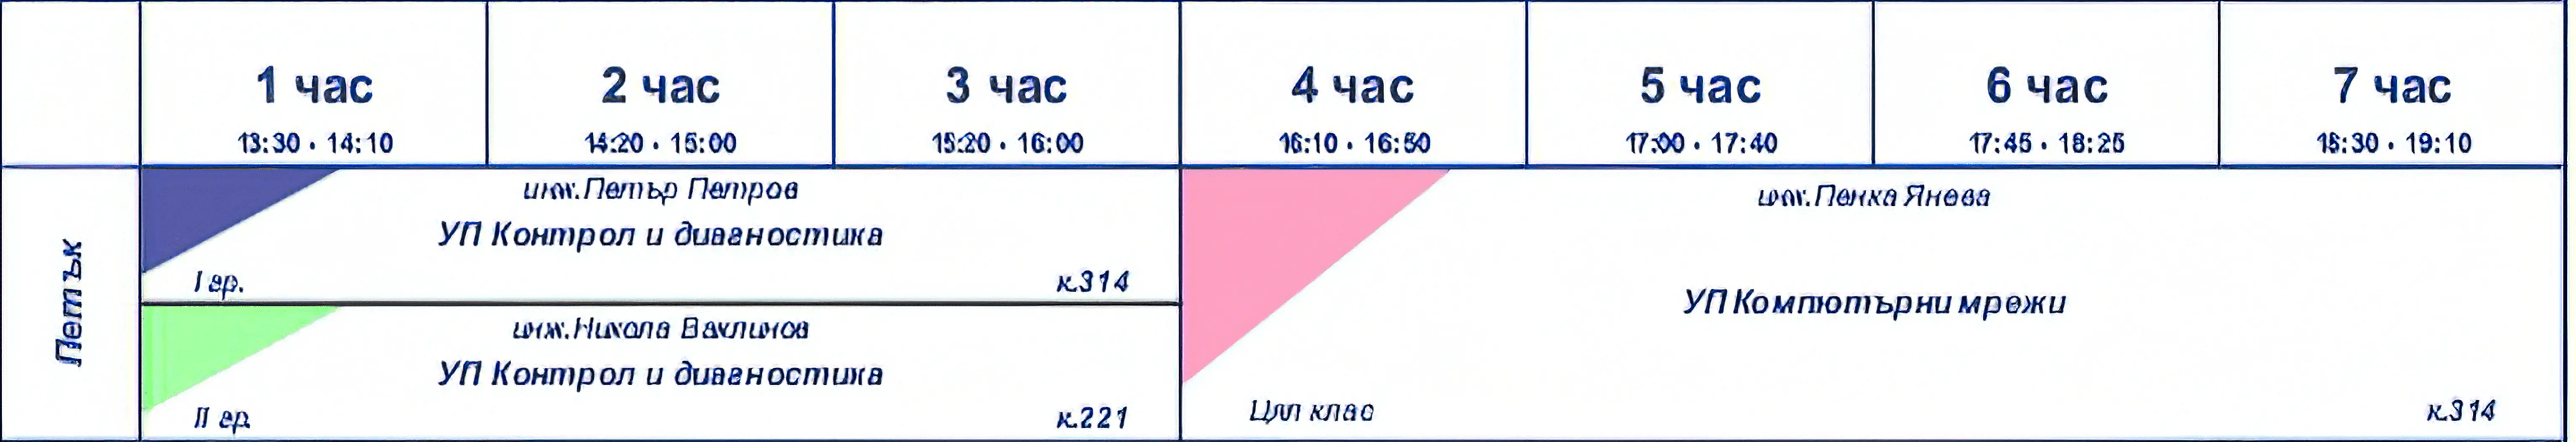 1 час
13:30 - 14:10
2 час
14:20 - 15:00
3 час
15:20 - 16:00
4 час
16:10 - 16:50
5 час
17:00 - 17:40
6 час
17:45 - 18:25
7 час
18:30 - 19:10
Петък
инж.Петър Петров
УП Контрол и диагностика
I гр.
к.314
инж.Никола Ваклинов
УП Контрол и диагностика
II гр.
к.221
инж.Пенка Янева
УП Компютърни мрежи
Цял клас
к.314